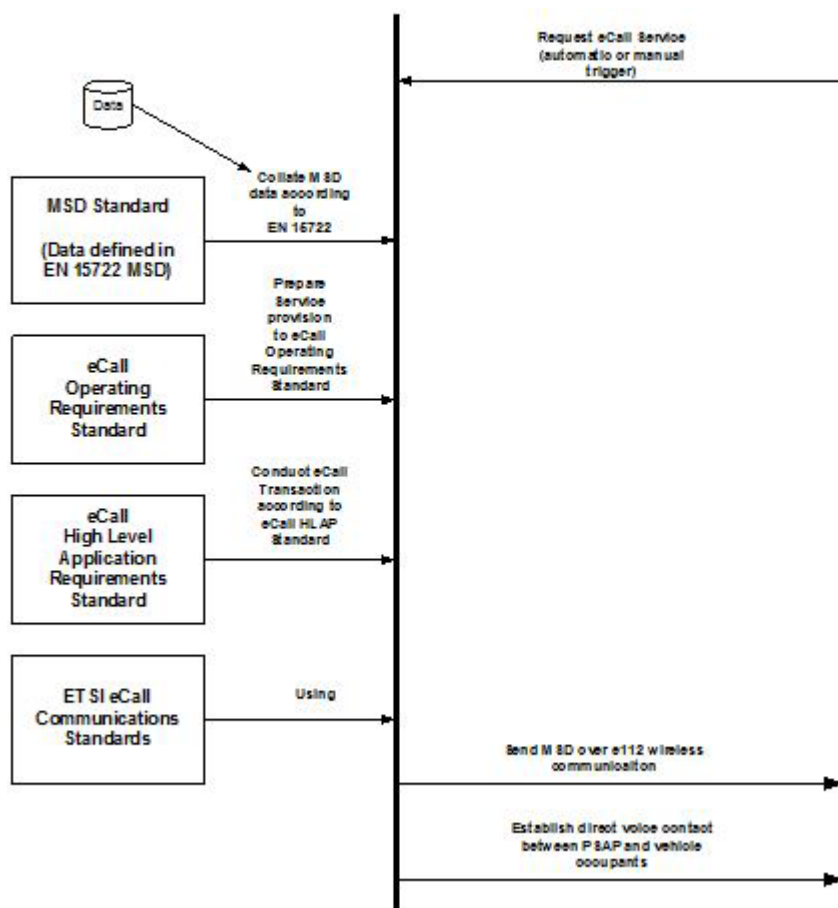 Request eCall Service
(automatic or manual
trigger)
Data
Collate MSD
data according
to
EN 15722
MSD Standard
(Data defined in
EN 15722 MSD)
Prepare
Service
provision
to eCall
Operating
Requirements
Standard
eCall
Operating
Requirements
Standard
Conduct eCall
Transaction
according to
eCall HLAP
Standard
eCall
High Level
Application
Requirements
Standard
ETSI eCall
Communications
Standards
Using
Send MSD over e112 wireless
communicaiton
Establish direct voice contact
between PSAP and vehicle
occupants